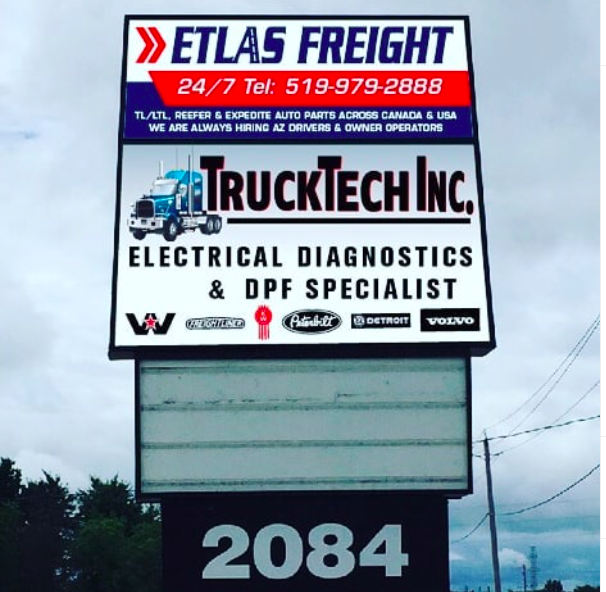 ETLAS FREIGHT
24/7 Tel: 519-979-2888
TL/LTL, REEFER & EXPEDITE AUTO PARTS ACROSS CANADA & USA
WE ARE ALWAYS HIRING AZ DRIVERS & OWNER OPERATORS
TRUCKTECH INC.
ELECTRICAL DIAGNOSTICS
& DPF SPECIALIST
W FREIGHTLINER KW Peterbilt DETROIT VOLVO
2084